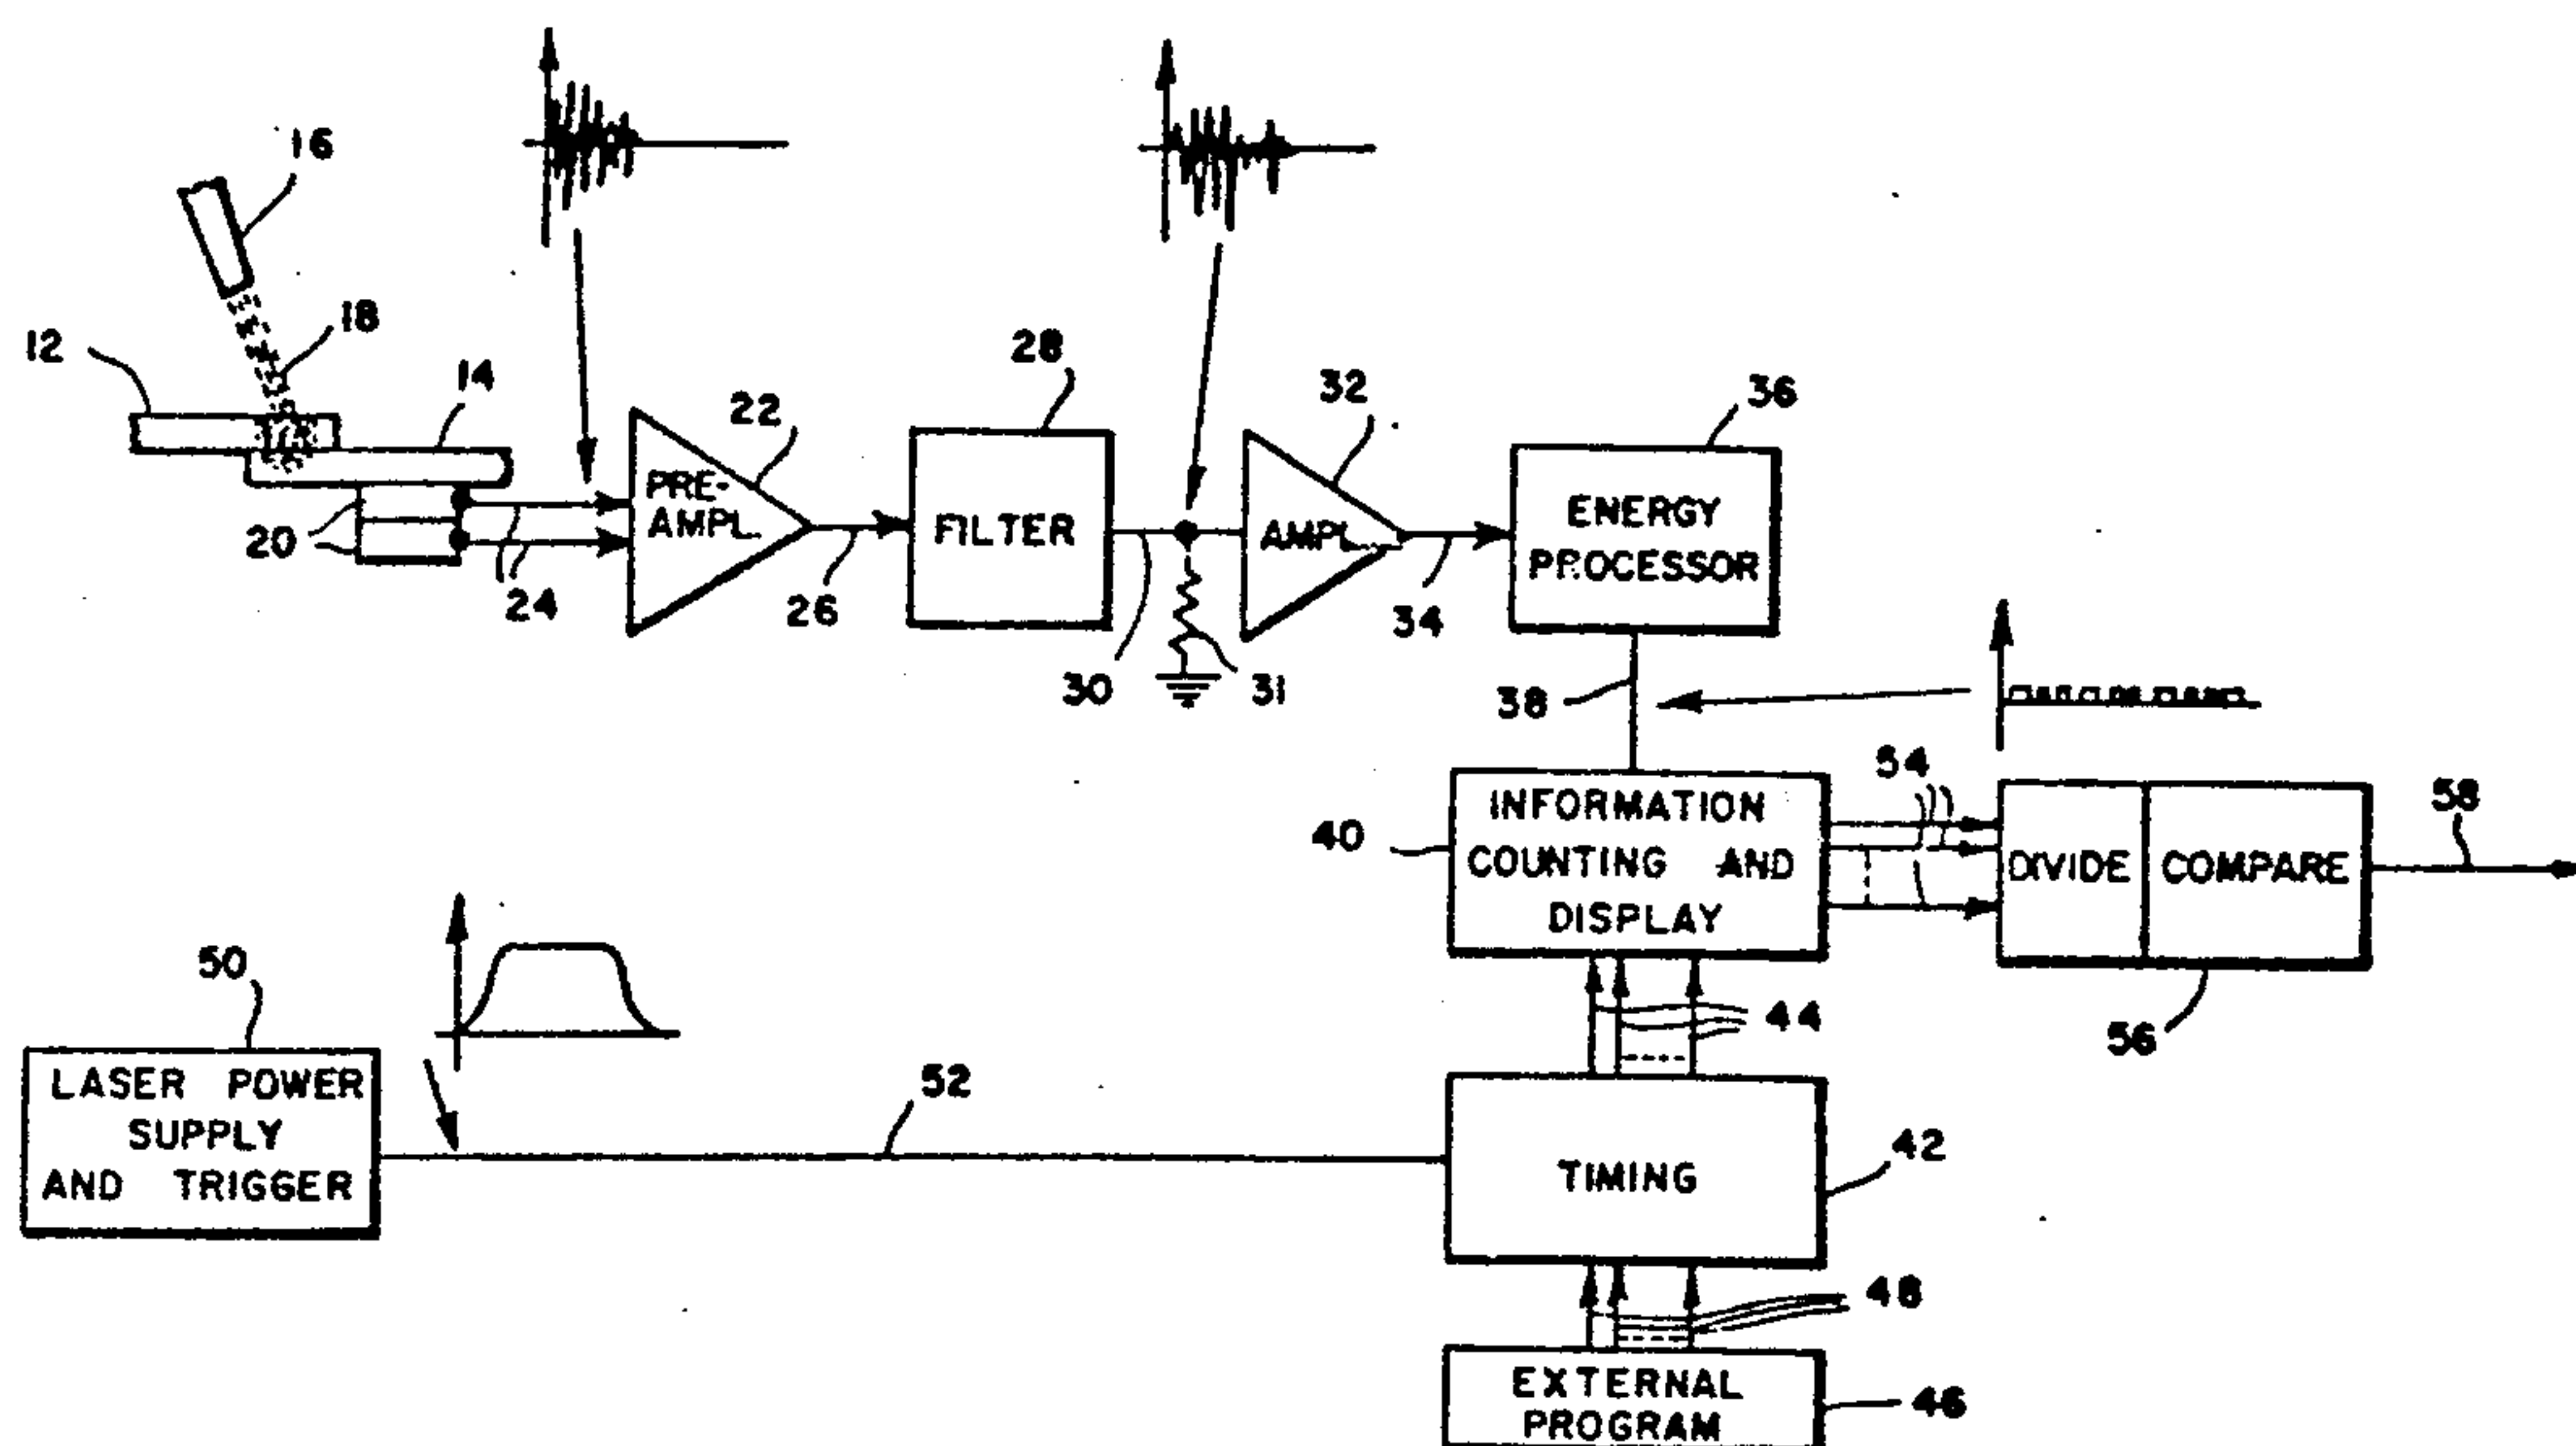 16
18
12
14
20
24
PRE-
AMPL.
22
26
28
FILTER
30
31
32
AMPL.
34
36
ENERGY
PROCESSOR
38
40
INFORMATION
COUNTING AND
DISPLAY
54
DIVIDE
COMPARE
58
56
44
50
LASER POWER
SUPPLY
AND TRIGGER
52
TIMING
42
48
EXTERNAL
PROGRAM
46